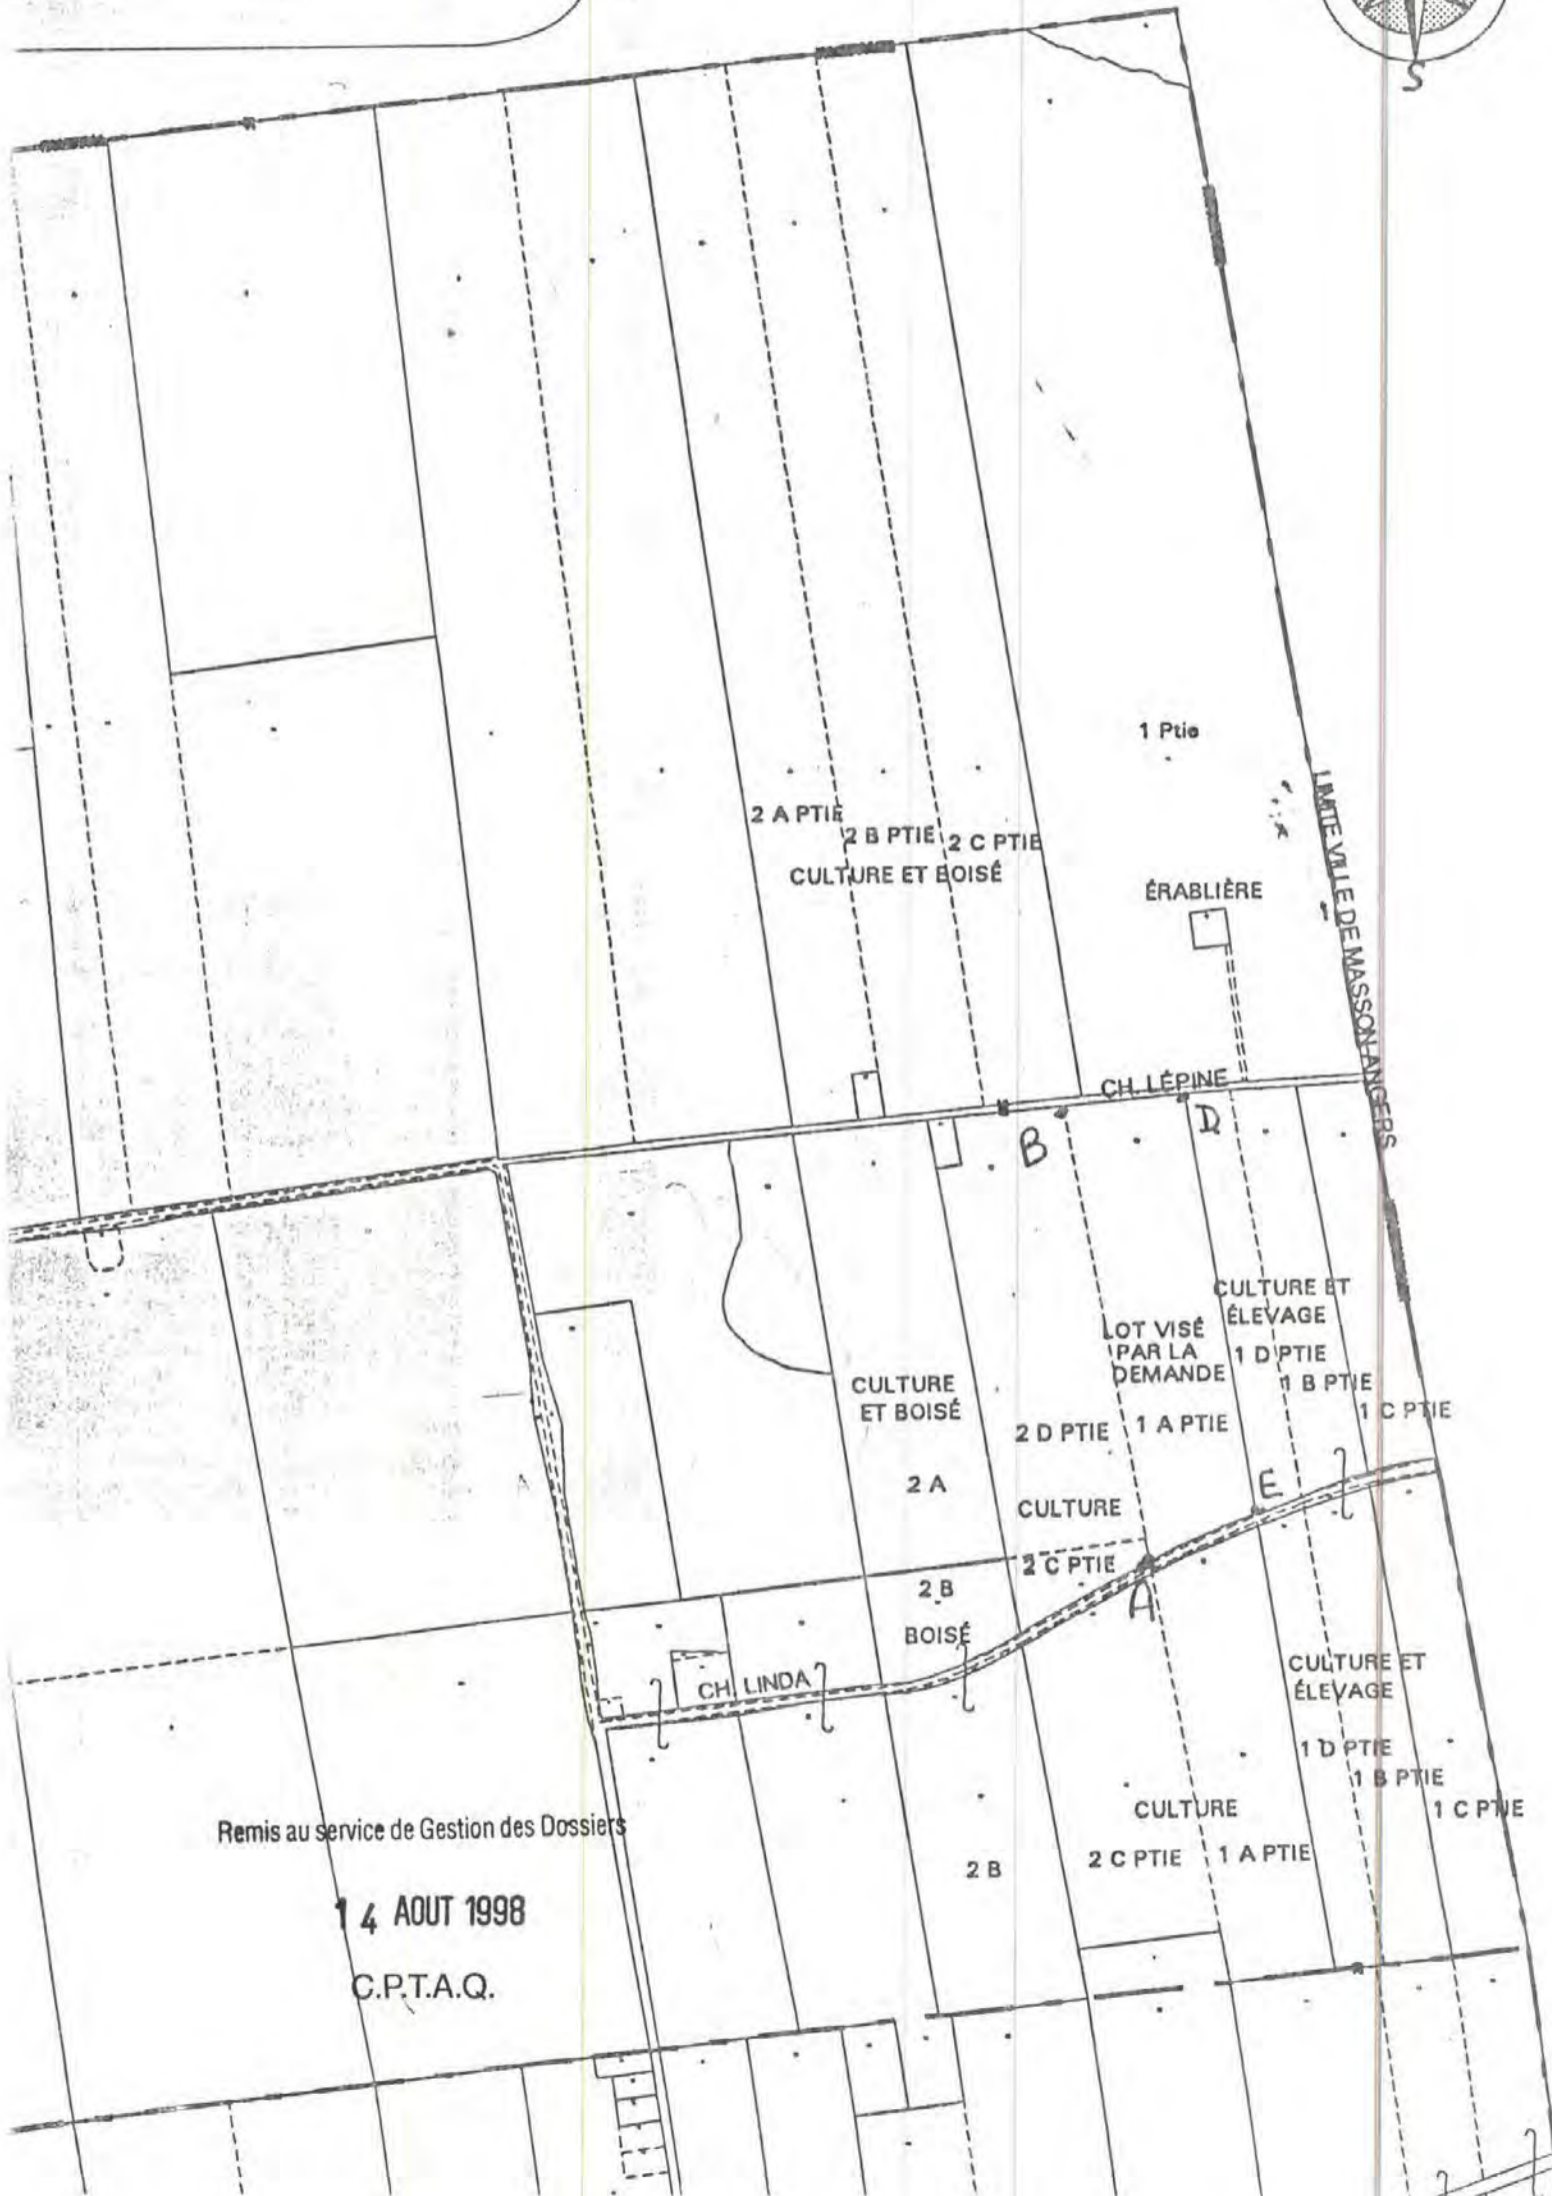 S
1 Ptie
2 A PTIE
2 B PTIE
2 C PTIE
CULTURE ET BOISÉ
ÉRABLIÈRE
LIMITE VILLE DE MASSON-ANGERS
CH. LÉPINE
B
D
CULTURE ET
ÉLEVAGE
LOT VISÉ
PAR LA
DEMANDE
1 D PTIE
1 B PTIE
1 C PTIE
CULTURE
ET BOISÉ
2 D PTIE
1 A PTIE
2 A
E
CULTURE
2 C PTIE
A
2 B
BOISÉ
CH. LINDA
CULTURE ET
ÉLEVAGE
1 D PTIE
1 B PTIE
1 C PTIE
CULTURE
2 C PTIE
1 A PTIE
2 B
Remis au service de Gestion des Dossiers
14 AOUT 1998
C.P.T.A.Q.